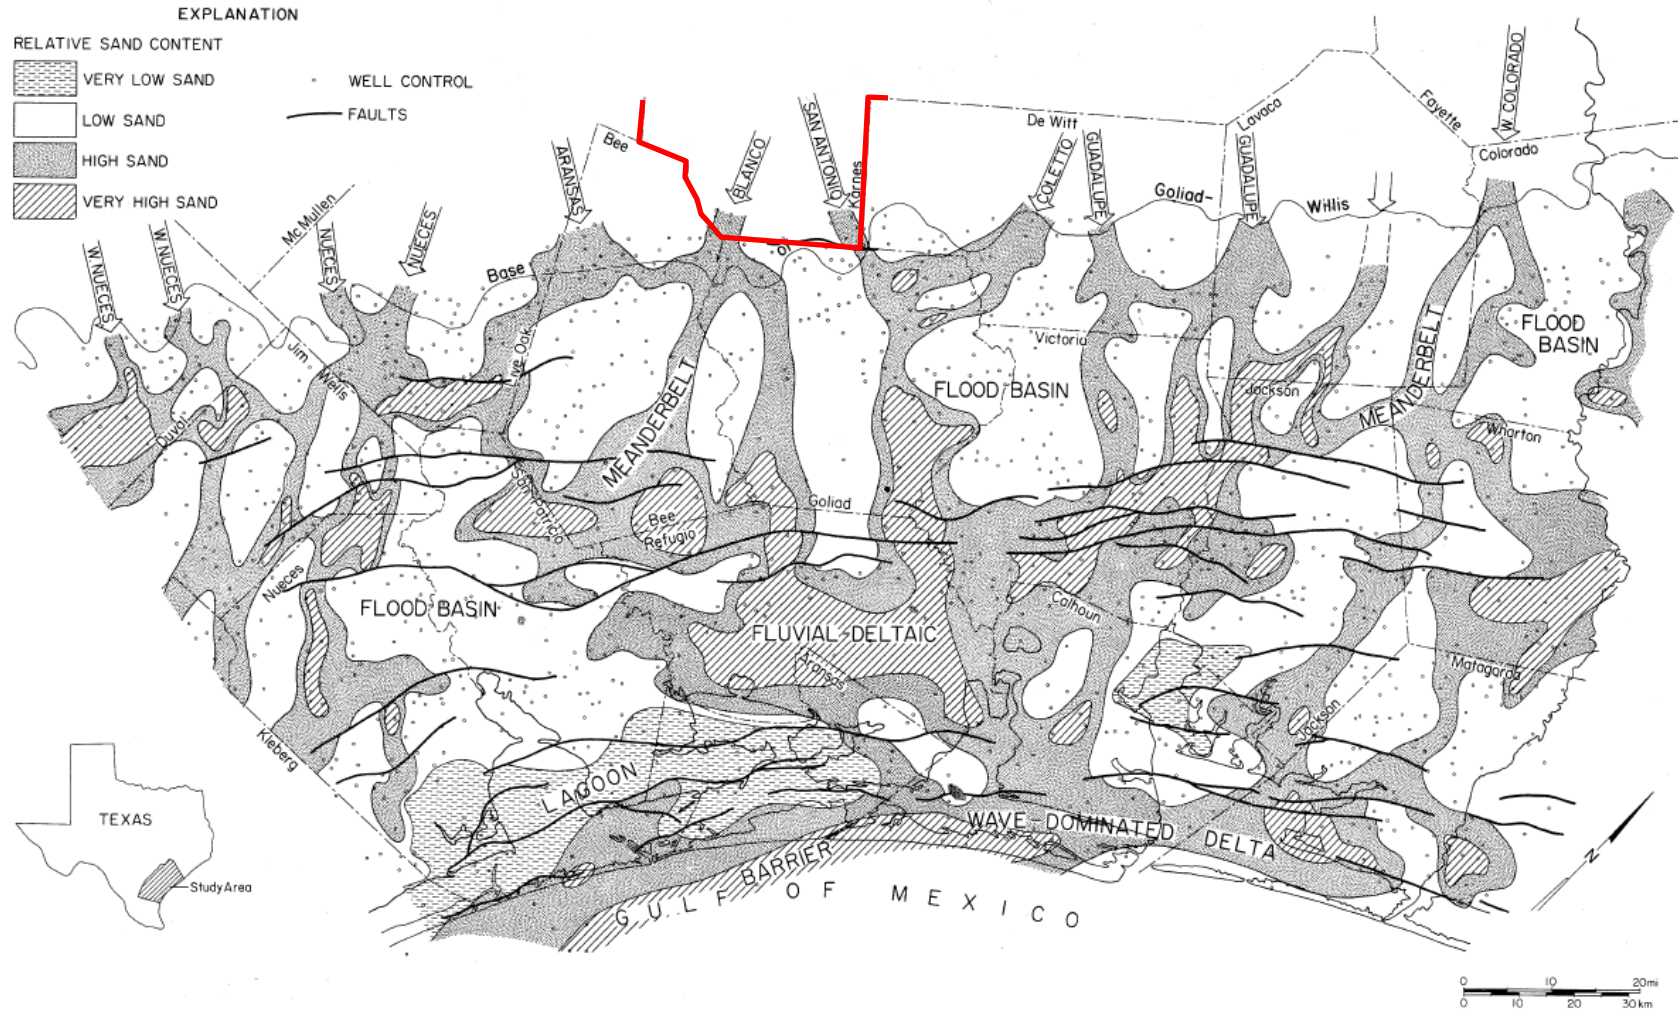 EXPLANATION
RELATIVE SAND CONTENT
VERY LOW SAND
LOW SAND
HIGH SAND
VERY HIGH SAND
WELL CONTROL
FAULTS
W. NUECES
W. NUECES
NUECES
NUECES
ARANSAS
BLANCO
SAN ANTONIO
COLETTO
GUADALUPE
GUADALUPE
W. COLORADO
Mc Mullen
Bee
Karnes
De Witt
Lavaca
Fayette
Colorado
Base
of
Goliad-
Willis
Jim
Wells
Duval
Live Oak
Victoria
Jackson
Wharton
FLOOD
BASIN
FLOOD BASIN
MEANDERBELT
MEANDERBELT
San Patricio
Bee
Refugio
Goliad
Nueces
FLOOD BASIN
FLUVIAL-DELTAIC
Aransas
Calhoun
Matagorda
Jackson
Kleberg
LAGOON
BARRIER
WAVE-DOMINATED DELTA
GULF OF MEXICO
TEXAS
Study Area
N
0 10 20mi
0 10 20 30km